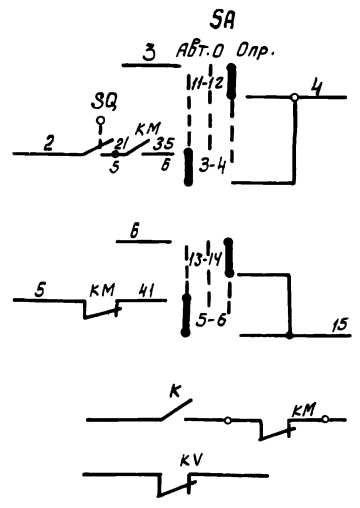 SA
3 Авт. О Опр.
11-12 4
SQ
2 21 КМ 35
5 6 3-4
6
13-14
5 КМ 41
5-6 15
К
КМ
KV